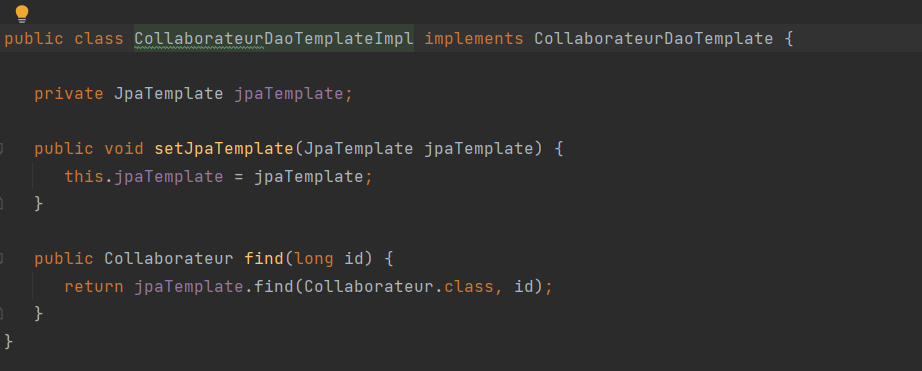 public class CollaborateurDaoTemplateImpl implements CollaborateurDaoTemplate {
private JpaTemplate jpaTemplate;
public void setJpaTemplate(JpaTemplate jpaTemplate) {
this.jpaTemplate = jpaTemplate;
}
public Collaborateur find(long id) {
return jpaTemplate.find(Collaborateur.class, id);
}
}